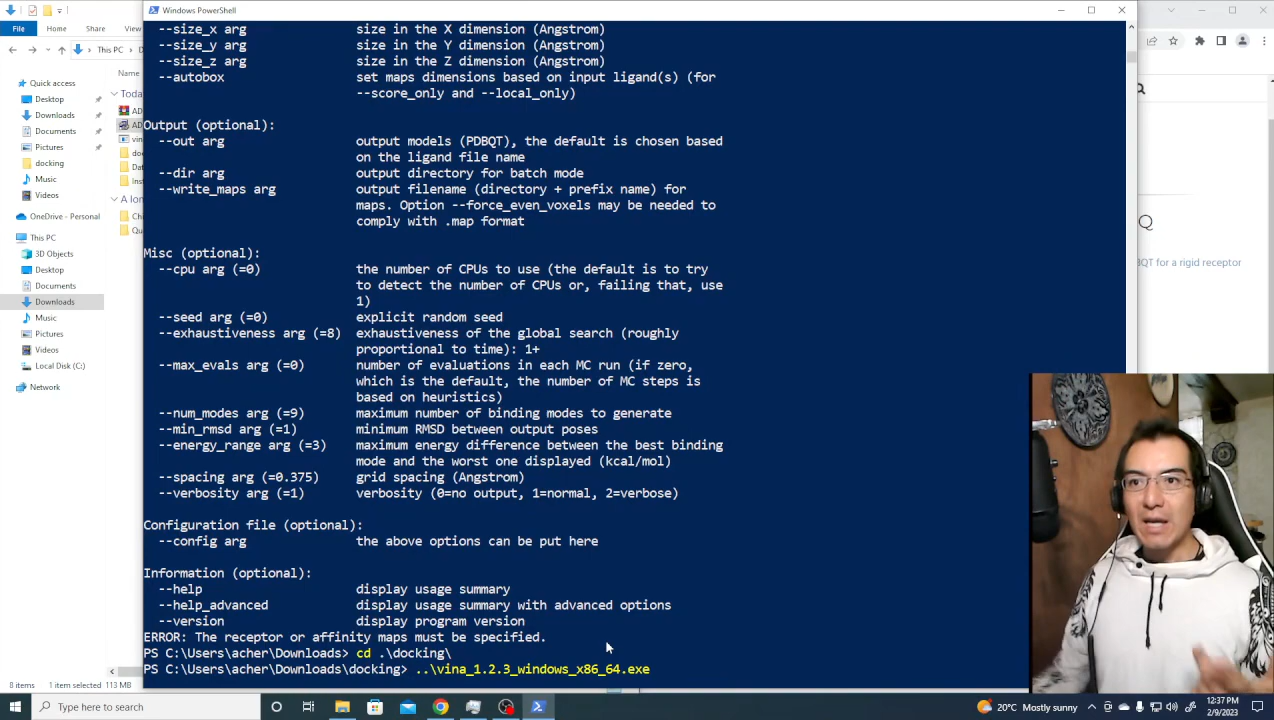 Windows PowerShell
File
Home
Share
View
This PC
Name
Quick access
Desktop
Downloads
Documents
Pictures
docking
Music
Videos
OneDrive - Personal
This PC
3D Objects
Desktop
Documents
Downloads
Music
Pictures
Videos
Local Disk (C:)
Network
8 items
1 item selected 113 MB
--size_x arg size in the X dimension (Angstrom)
--size_y arg size in the Y dimension (Angstrom)
--size_z arg size in the Z dimension (Angstrom)
--autobox set maps dimensions based on input ligand(s) (for
--score_only and --local_only)
Output (optional):
--out arg output models (PDBQT), the default is chosen based
on the ligand file name
--dir arg output directory for batch mode
--write_maps arg output filename (directory + prefix name) for
maps. Option --force_even_voxels may be needed to
comply with .map format
Misc (optional):
--cpu arg (=0) the number of CPUs to use (the default is to try
to detect the number of CPUs or, failing that, use
1)
--seed arg (=0) explicit random seed
--exhaustiveness arg (=8) exhaustiveness of the global search (roughly
proportional to time): 1+
--max_evals arg (=0) number of evaluations in each MC run (if zero,
which is the default, the number of MC steps is
based on heuristics)
--num_modes arg (=9) maximum number of binding modes to generate
--min_rmsd arg (=1) minimum RMSD between output poses
--energy_range arg (=3) maximum energy difference between the best binding
mode and the worst one displayed (kcal/mol)
--spacing arg (=0.375) grid spacing (Angstrom)
--verbosity arg (=1) verbosity (0=no output, 1=normal, 2=verbose)
Configuration file (optional):
--config arg the above options can be put here
Information (optional):
--help display usage summary
--help_advanced display usage summary with advanced options
--version display program version
ERROR: The receptor or affinity maps must be specified.
PS C:\Users\acher\Downloads> cd .\docking\
PS C:\Users\acher\Downloads\docking> ..\vina_1.2.3_windows_x86_64.exe
Q
for a rigid receptor
Type here to search
20°C Mostly sunny
12:37 PM
2/9/2023